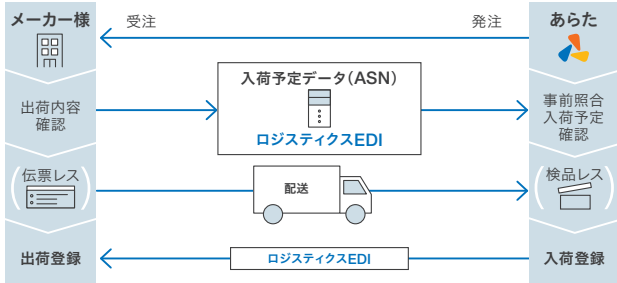 メーカー様
受注
発注
あらた
出荷内容
確認
入荷予定データ（ASN）
ロジスティクスEDI
事前照合
入荷予定
確認
（伝票レス）
配送
（検品レス）
出荷登録
ロジスティクスEDI
入荷登録